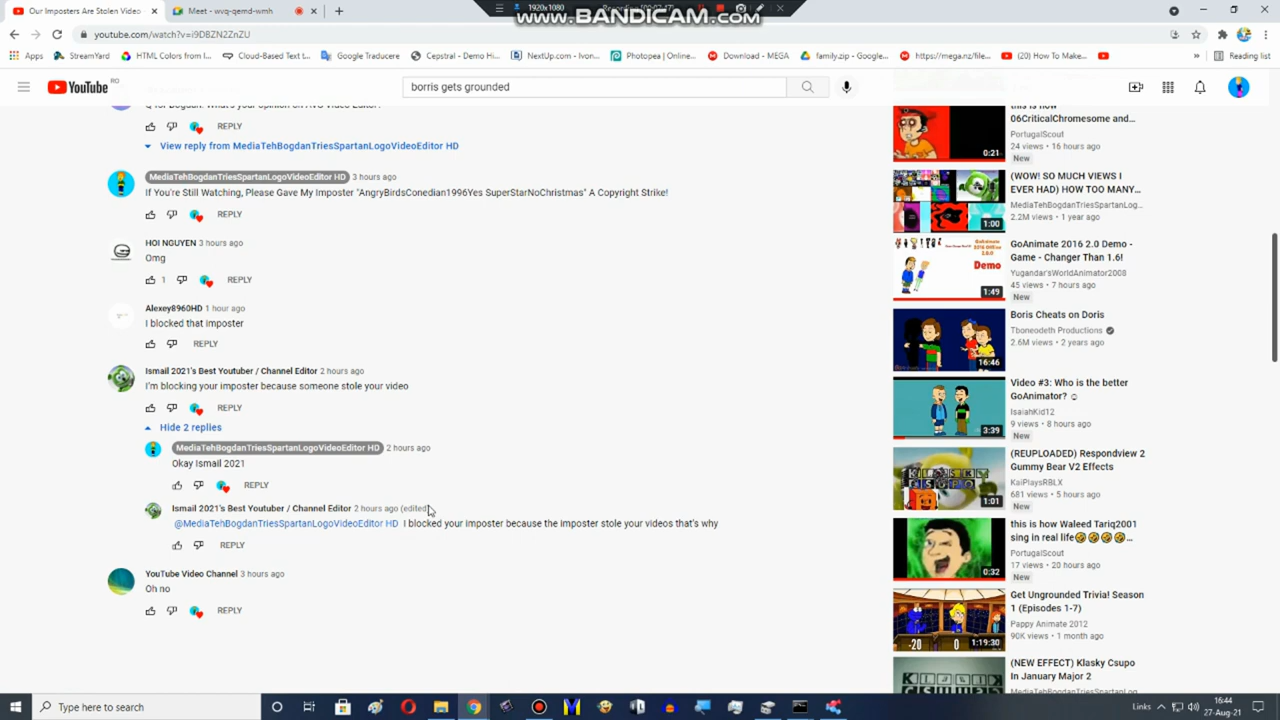 Our Imposters Are Stolen Video
Meet - wvq-qemd-wmh
1920x1080
www.BANDICAM.com
youtube.com/watch?v=i9D8ZN2ZnZU
Apps
StreamYard
HTML Colors from I...
Cloud-Based Text t...
Google Traducere
Cepstral - Demo Hi...
NextUp.com - Ivon...
Photopea | Online...
Download - MEGA
family.zip - Google...
https://mega.nz/file...
(20) How To Make...
Reading list
YouTube RO
borris gets grounded
REPLY
View reply from MediaTehBogdanTriesSpartanLogoVideoEditor HD
MediaTehBogdanTriesSpartanLogoVideoEditor HD 3 hours ago
If You're Still Watching, Please Gave My Imposter "AngryBirdsConedian1996Yes SuperStarNoChristmas" A Copyright Strike!
REPLY
HOI NGUYEN 3 hours ago
Omg
1 REPLY
Alexey8960HD 1 hour ago
I blocked that imposter
REPLY
Ismail 2021's Best Youtuber / Channel Editor 2 hours ago
I'm blocking your imposter because someone stole your video
REPLY
Hide 2 replies
MediaTehBogdanTriesSpartanLogoVideoEditor HD 2 hours ago
Okay Ismail 2021
REPLY
Ismail 2021's Best Youtuber / Channel Editor 2 hours ago (edited)
@MediaTehBogdanTriesSpartanLogoVideoEditor HD I blocked your imposter because the imposter stole your videos that's why
REPLY
YouTube Video Channel 3 hours ago
Oh no
REPLY
this is how
06CriticalChromesome and...
PortugalScout
24 views • 16 hours ago
New
0:21
(WOW! SO MUCH VIEWS I
EVER HAD) HOW TOO MANY...
MediaTehBogdanTriesSpartanLog...
2.2M views • 1 year ago
1:00
GoAnimate 2016 2.0 Demo -
Game - Changer Than 1.6!
Yugandar'sWorldAnimator2008
45 views • 7 hours ago
New
Demo
1:49
Boris Cheats on Doris
Tboneodeth Productions
2.6M views • 2 years ago
16:46
Video #3: Who is the better
GoAnimator? ☺
IsaiahKid12
9 views • 8 hours ago
New
3:39
(REUPLOADED) Respondview 2
Gummy Bear V2 Effects
KaiPlaysRBLX
681 views • 5 hours ago
New
1:01
this is how Waleed Tariq2001
sing in real life🤣🤣🤣🤣...
PortugalScout
17 views • 20 hours ago
New
0:32
Get Ungrounded Trivia! Season
1 (Episodes 1-7)
Pappy Animate 2012
90K views • 1 month ago
-20 0
1:19:30
(NEW EFFECT) Klasky Csupo
In January Major 2
Type here to search
Links
16:44
27-Aug-21